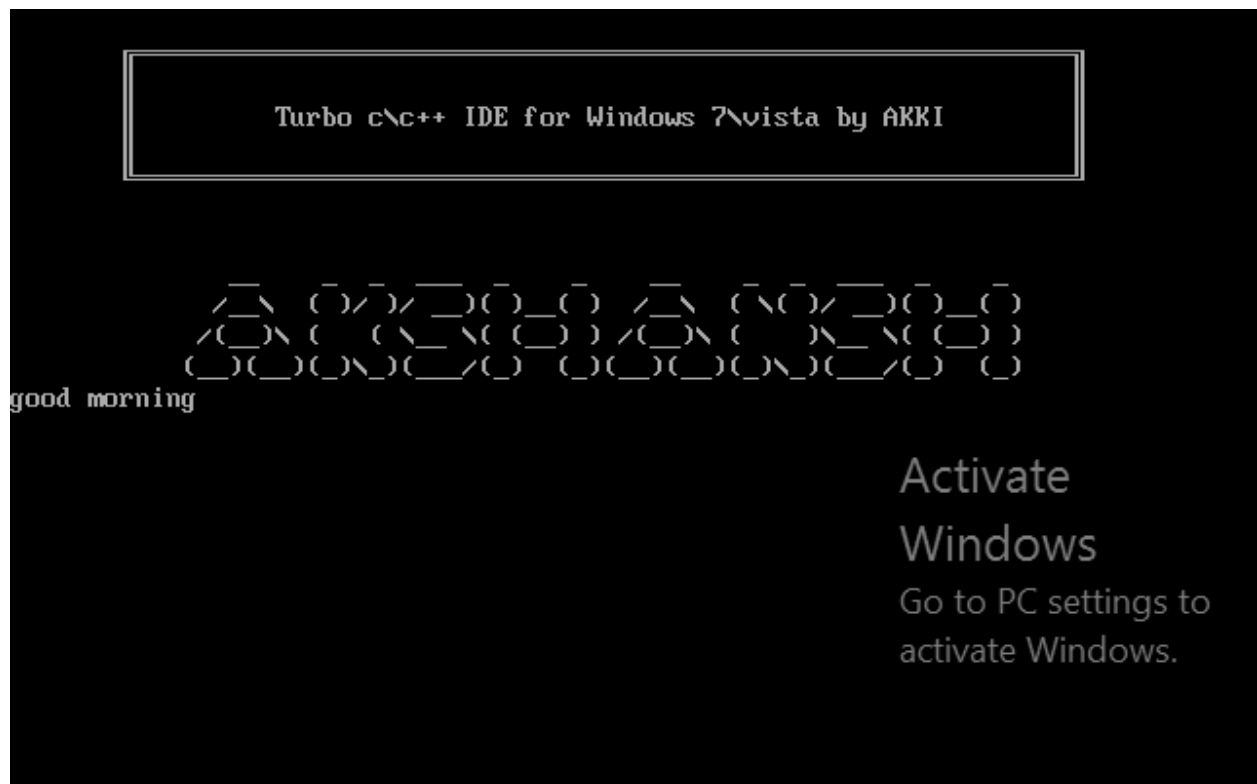 Turbo c\c++ IDE for Windows 7\vista by AKKI
AKSHANSH
good morning
Activate
Windows
Go to PC settings to
activate Windows.